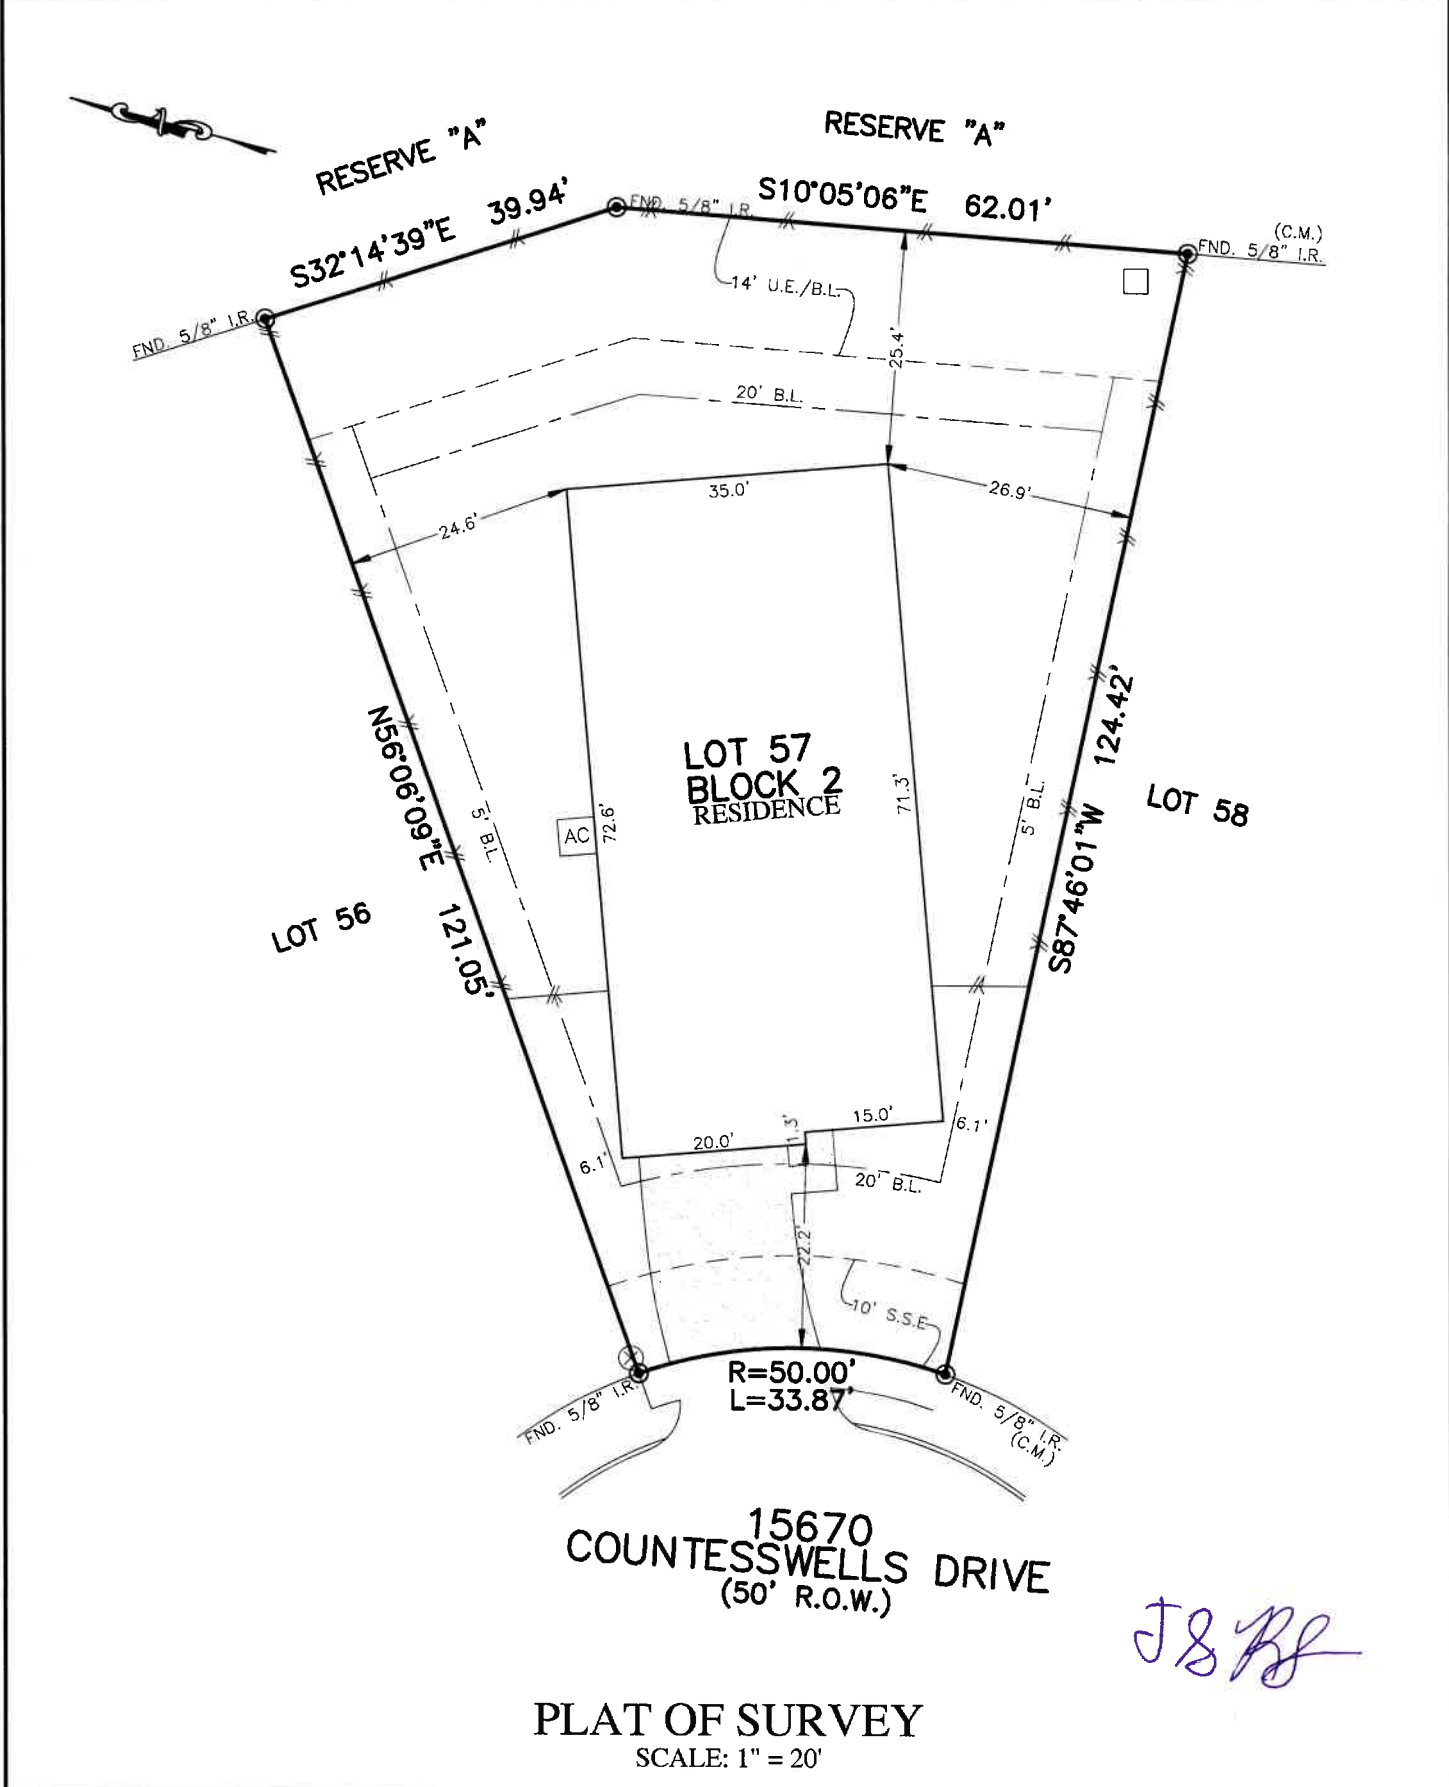 RESERVE "A"
RESERVE "A"
S32°14'39"E 39.94'
S10°05'06"E 62.01'
FND. 5/8" I.R.
(C.M.)
FND. 5/8" I.R.
FND. 5/8" I.R.
14' U.E./B.L.
25.4'
20' B.L.
35.0'
24.6'
26.9'
N56°06'09"E 121.05'
S87°46'01"W 124.42'
LOT 57
BLOCK 2
RESIDENCE
71.3'
72.6'
AC
5' B.L.
5' B.L.
LOT 58
LOT 56
15.0'
1.3'
20.0'
6.1'
6.1'
20' B.L.
22.2'
10' S.S.E
R=50.00'
L=33.87'
FND. 5/8" I.R.
FND. 5/8" I.R.
(C.M.)
15670
COUNTESSWELLS DRIVE
(50' R.O.W.)
PLAT OF SURVEY
SCALE: 1" = 20'